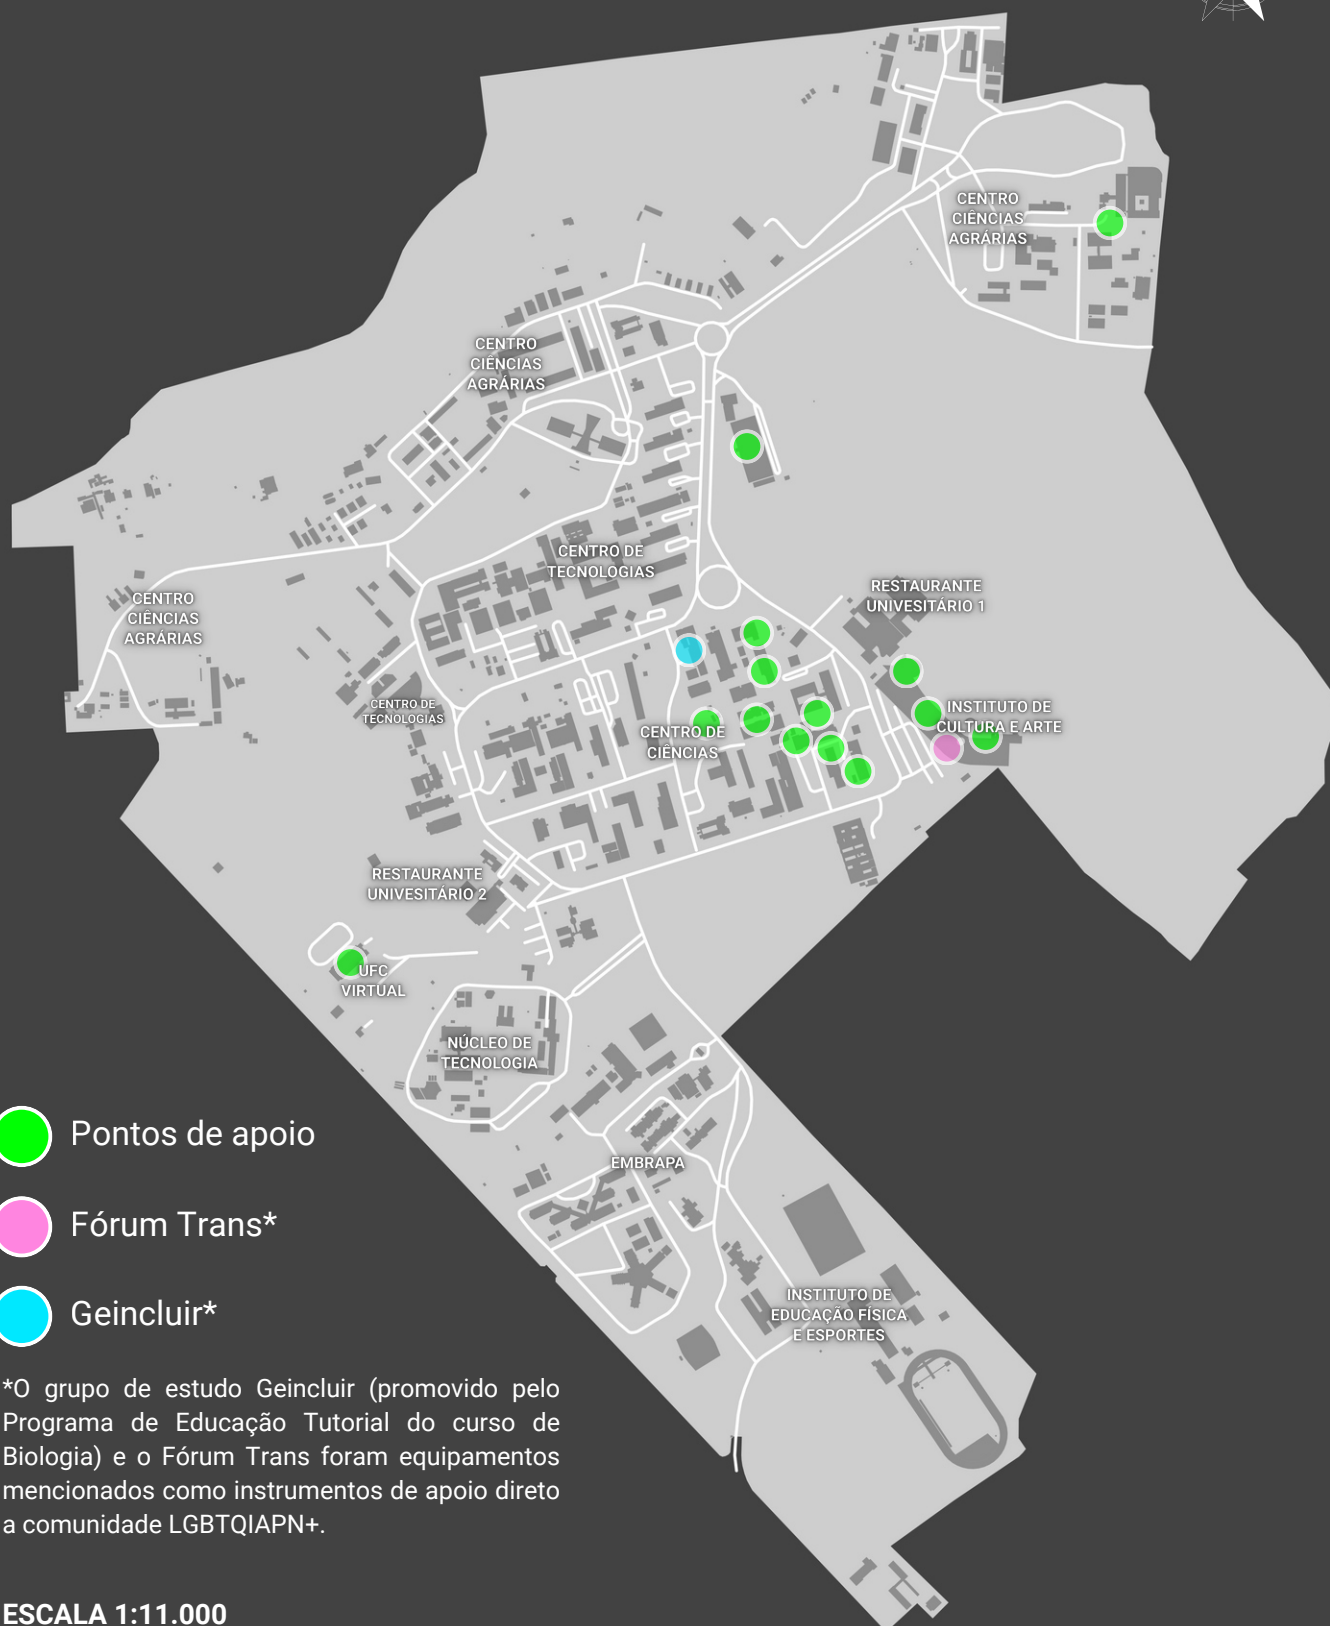 CENTRO
CIÊNCIAS
AGRÁRIAS
CENTRO
CIÊNCIAS
AGRÁRIAS
CENTRO DE
TECNOLOGIAS
RESTAURANTE
UNIVESITÁRIO 1
CENTRO
CIÊNCIAS
AGRÁRIAS
CENTRO DE
TECNOLOGIAS
INSTITUTO DE
CULTURA E ARTE
CENTRO DE
CIÊNCIAS
RESTAURANTE
UNIVESITÁRIO 2
UFC
VIRTUAL
NÚCLEO DE
TECNOLOGIA
EMBRAPA
INSTITUTO DE
EDUCAÇÃO FÍSICA
E ESPORTES
Pontos de apoio
Fórum Trans*
Geincluir*
*O grupo de estudo Geincluir (promovido pelo
Programa de Educação Tutorial do curso de
Biologia) e o Fórum Trans foram equipamentos
mencionados como instrumentos de apoio direto
a comunidade LGBTQIAPN+.
ESCALA 1:11.000